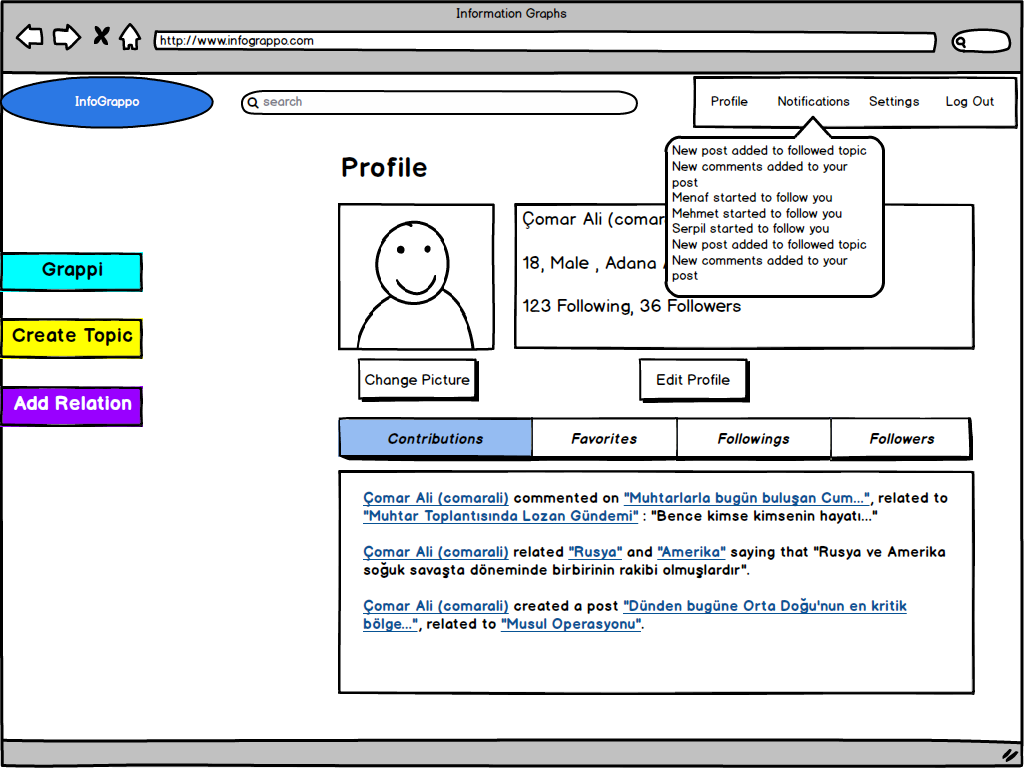 Information Graphs
http://www.infograppo.com
InfoGrappo
search
Profile Notifications Settings Log Out
New post added to followed topic
New comments added to your
post
Menaf started to follow you
Mehmet started to follow you
Serpil started to follow you
New post added to followed topic
New comments added to your
post
Profile
Çomar Ali (comar
18, Male , Adana
123 Following, 36 Followers
Grappi
Create Topic
Add Relation
Change Picture
Edit Profile
Contributions Favorites Followings Followers
Çomar Ali (comarali) commented on "Muhtarlarla bugün buluşan Cum...", related to
"Muhtar Toplantısında Lozan Gündemi" : "Bence kimse kimsenin hayatı..."
Çomar Ali (comarali) related "Rusya" and "Amerika" saying that "Rusya ve Amerika
soğuk savaşta döneminde birbirinin rakibi olmuşlardır".
Çomar Ali (comarali) created a post "Dünden bugüne Orta Doğu'nun en kritik
bölge...", related to "Musul Operasyonu".